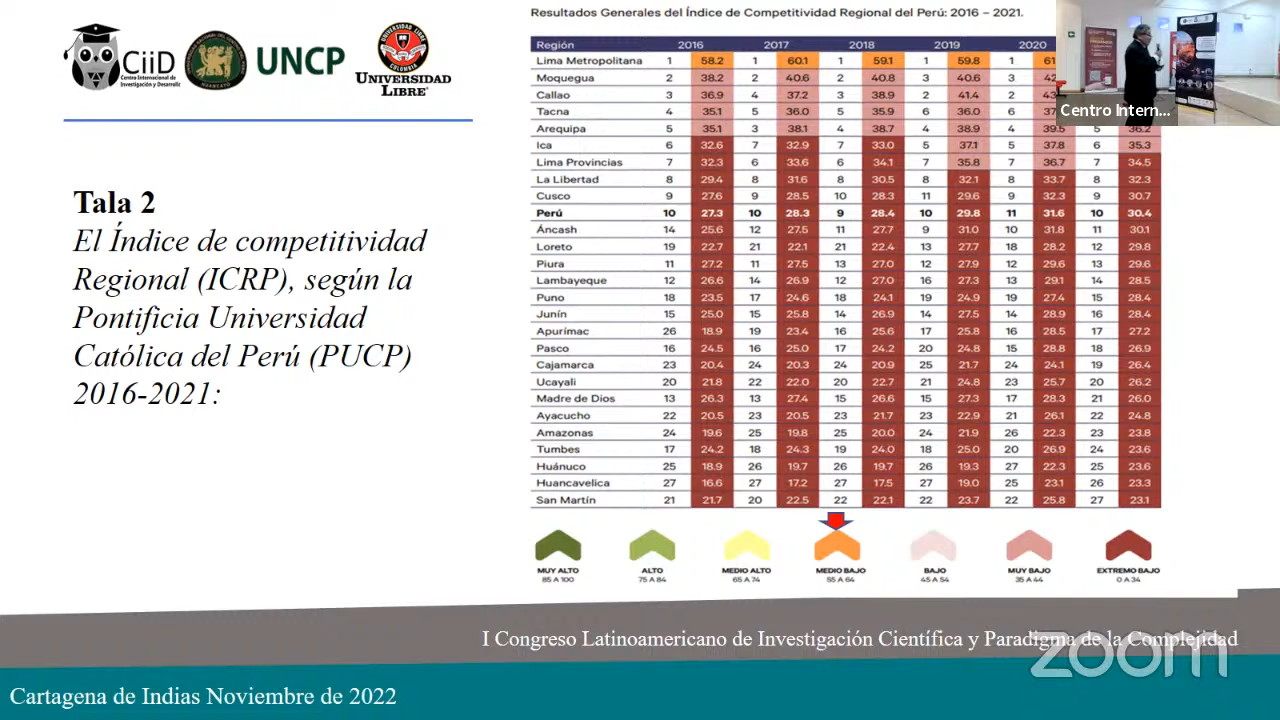 CiiD
Centro Internacional de
Investigación y Desarrollo
UNCP
UNIVERSIDAD LIBRE
COLOMBIA
UNIVERSIDAD
LIBRE®
Tala 2
El Índice de competitividad
Regional (ICRP), según la
Pontificia Universidad
Católica del Perú (PUCP)
2016-2021:
Resultados Generales del Índice de Competitividad Regional del Perú: 2016 – 2021.
Región 2016 2017 2018 2019 2020
Lima Metropolitana 1 58.2 1 60.1 1 59.1 1 59.8 1 61
Moquegua 2 38.2 2 40.6 2 40.8 3 40.6 3 42
Callao 3 36.9 4 37.2 3 38.9 2 41.4 2 43
Tacna 4 35.1 5 36.0 5 35.9 6 36.0 6 37
Arequipa 5 35.1 3 38.1 4 38.7 4 38.9 4 39.5 5 36.2
Ica 6 32.6 7 32.9 7 33.0 5 37.1 5 37.8 6 35.3
Lima Provincias 7 32.3 6 33.6 6 34.1 7 35.8 7 36.7 7 34.5
La Libertad 8 29.4 8 31.6 8 30.5 8 32.1 8 33.7 8 32.3
Cusco 9 27.6 9 28.5 10 28.3 11 29.6 9 32.3 9 30.7
Perú 10 27.3 10 28.3 9 28.4 10 29.8 11 31.6 10 30.4
Áncash 14 25.6 12 27.5 11 27.7 9 31.0 10 31.8 11 30.1
Loreto 19 22.7 21 22.1 21 22.4 13 27.7 18 28.2 12 29.8
Piura 11 27.2 11 27.5 13 27.0 12 27.9 12 29.6 13 29.6
Lambayeque 12 26.6 14 26.9 12 27.0 16 27.3 13 29.1 14 28.5
Puno 18 23.5 17 24.6 18 24.1 19 24.9 19 27.4 15 28.4
Junín 15 25.0 15 25.8 14 26.9 14 27.5 14 28.9 16 28.4
Apurímac 26 18.9 19 23.4 16 25.6 17 25.8 16 28.5 17 27.2
Pasco 16 24.5 16 25.0 17 24.2 20 24.8 15 28.8 18 26.9
Cajamarca 23 20.4 24 20.3 24 20.9 25 21.7 24 24.1 19 26.4
Ucayali 20 21.8 22 22.0 20 22.7 21 24.8 23 25.7 20 26.2
Madre de Dios 13 26.3 13 27.4 15 26.6 15 27.3 17 28.3 21 26.0
Ayacucho 22 20.5 23 20.5 23 21.7 23 22.9 21 26.1 22 24.8
Amazonas 24 19.6 25 19.8 25 20.0 24 21.9 26 22.3 23 23.8
Tumbes 17 24.2 18 24.3 19 24.0 18 25.0 20 26.9 24 23.6
Huánuco 25 18.9 26 19.7 26 19.7 26 19.3 27 22.3 25 23.6
Huancavelica 27 16.6 27 17.2 27 17.5 27 19.0 25 23.1 26 23.3
San Martín 21 21.7 20 22.5 22 22.1 22 23.7 22 25.8 27 23.1
MUY ALTO ALTO MEDIO ALTO MEDIO BAJO BAJO MUY BAJO EXTREMO BAJO
85 A 100 75 A 84 65 A 74 55 A 64 45 A 54 35 A 44 0 A 34
Centro Intern...
I Congreso Latinoamericano de Investigación Científica y Paradigma de la Complejidad
zoom
Cartagena de Indias Noviembre de 2022